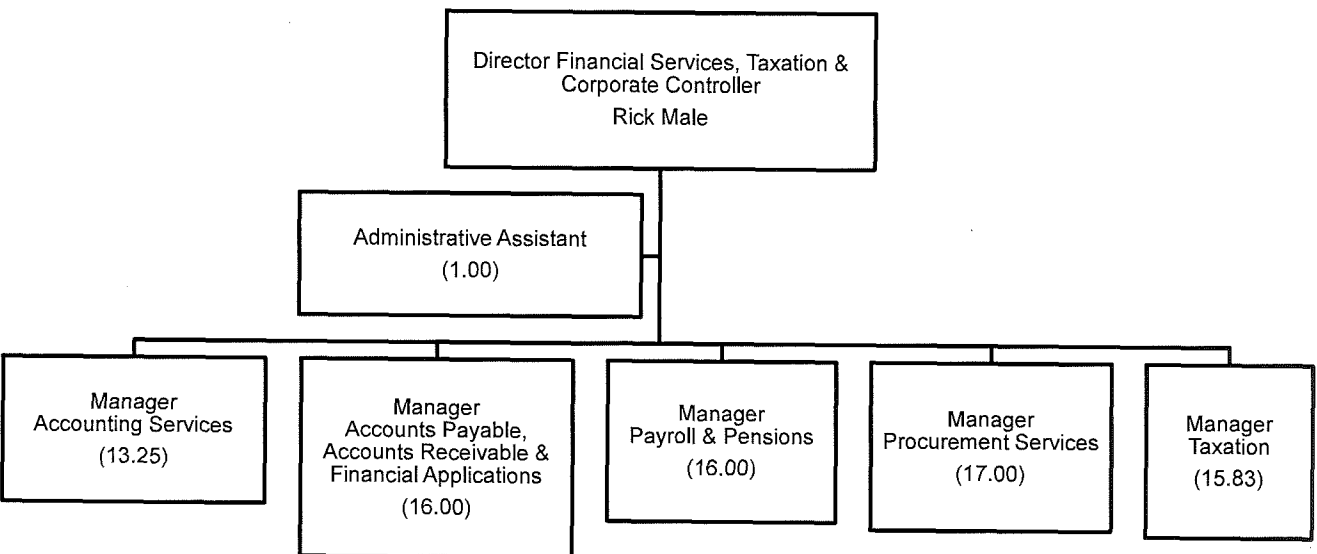 Director Financial Services, Taxation &
Corporate Controller
Rick Male
Administrative Assistant
(1.00)
Manager
Accounting Services
(13.25)
Manager
Accounts Payable,
Accounts Receivable &
Financial Applications
(16.00)
Manager
Payroll & Pensions
(16.00)
Manager
Procurement Services
(17.00)
Manager
Taxation
(15.83)